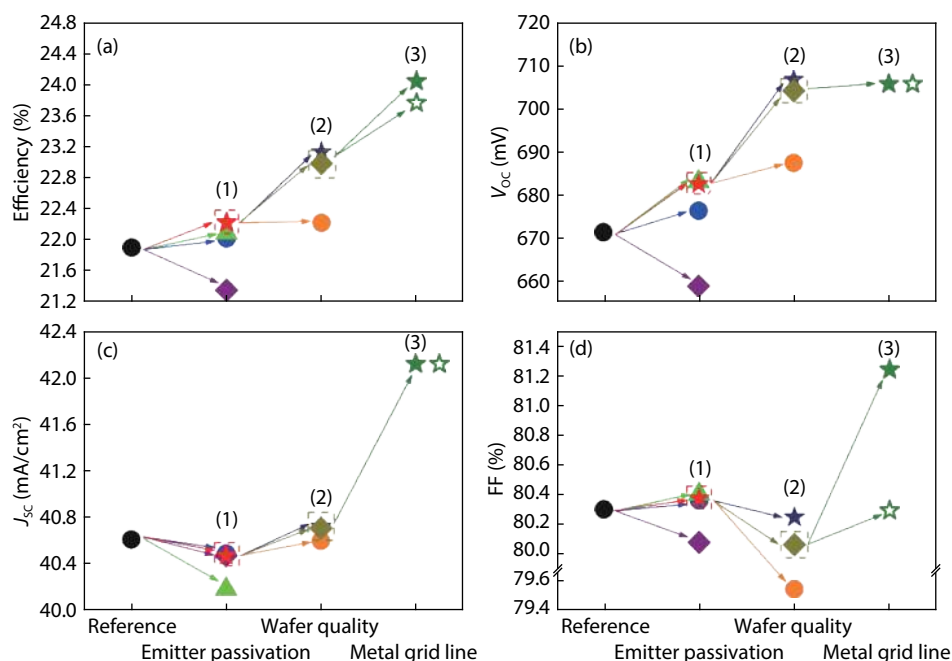 24.8
24.4
24.0
23.6
23.2
22.8
22.4
22.0
21.6
21.2
Efficiency (%)
(a)
(1)
(2)
(3)
720
710
700
690
680
670
660
Voc (mV)
(b)
(1)
(2)
(3)
42.4
42.0
41.6
41.2
40.8
40.4
40.0
Jsc (mA/cm²)
(c)
(1)
(2)
(3)
Reference
Wafer quality
Emitter passivation
Metal grid line
81.4
81.2
81.0
80.8
80.4
80.2
80.0
79.6
79.4
FF (%)
(d)
(1)
(2)
(3)
Reference
Wafer quality
Emitter passivation
Metal grid line